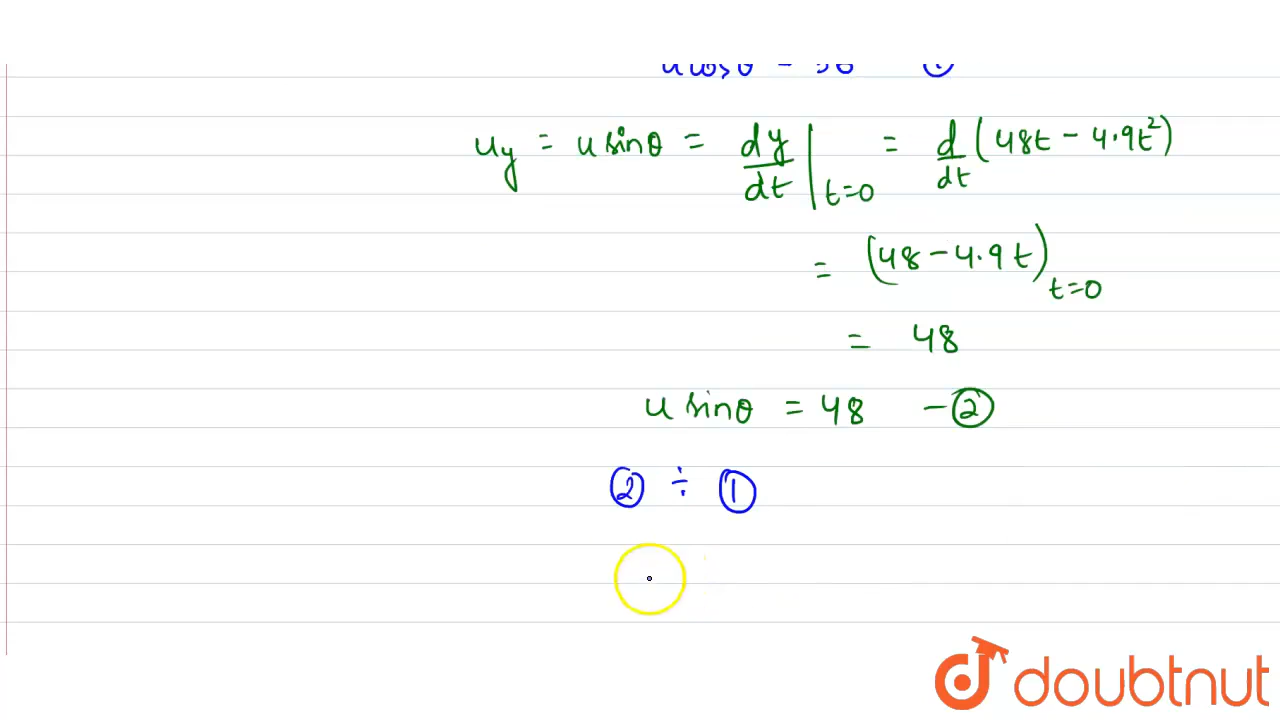 u cosθ =
u_y = u sinθ = dy/dt |_{t=0} = d/dt (48t - 4.9t²)
= (48 - 4.9t)_{t=0}
= 48
u sinθ = 48 - ②
② ÷ ①
doubtnut